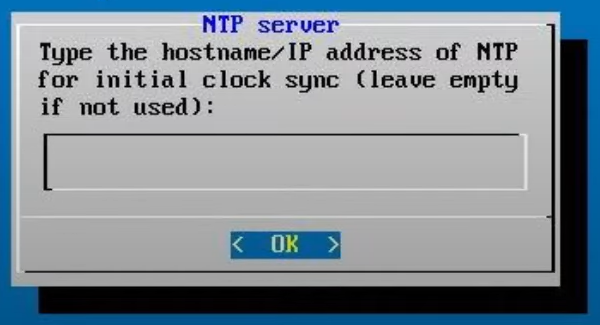 NTP server
Type the hostname/IP address of NTP
for initial clock sync (leave empty
if not used):
< OK >